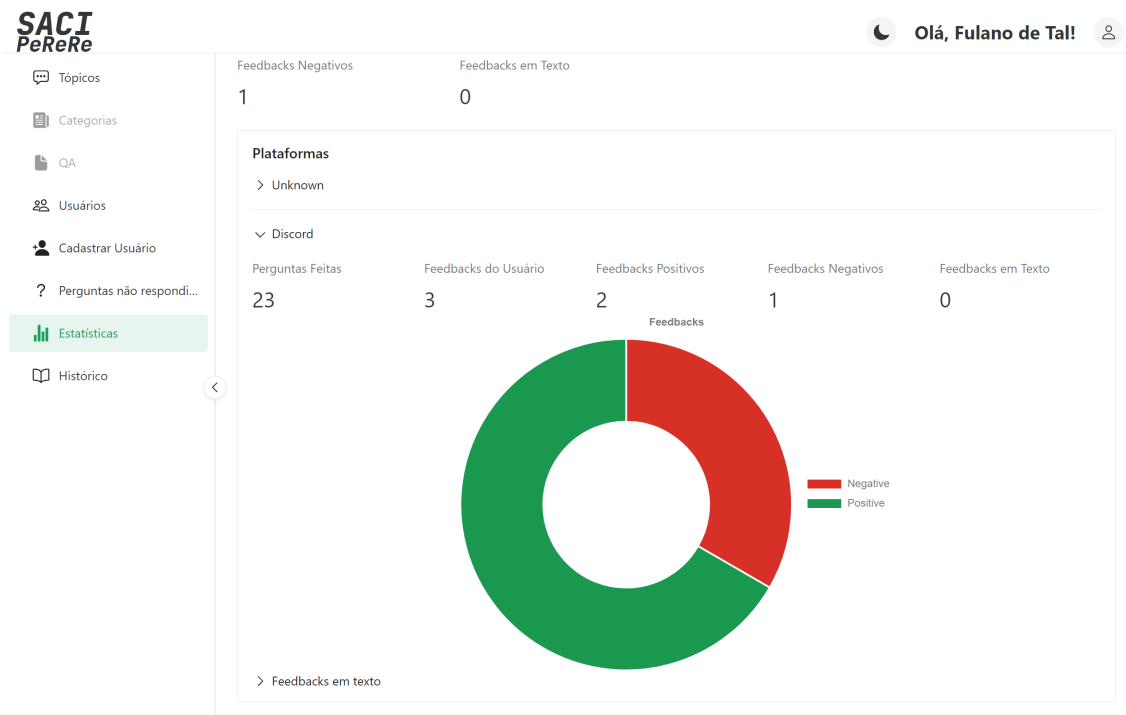 SACI
PeReRe
Olá, Fulano de Tal!
Tópicos
Categorias
QA
Usuários
Cadastrar Usuário
Perguntas não respondi...
Estatísticas
Histórico
Feedbacks Negativos Feedbacks em Texto
1 0
Plataformas
Unknown
Discord
Perguntas Feitas Feedbacks do Usuário Feedbacks Positivos Feedbacks Negativos Feedbacks em Texto
23 3 2 1 0
Feedbacks
Negative
Positive
Feedbacks em texto